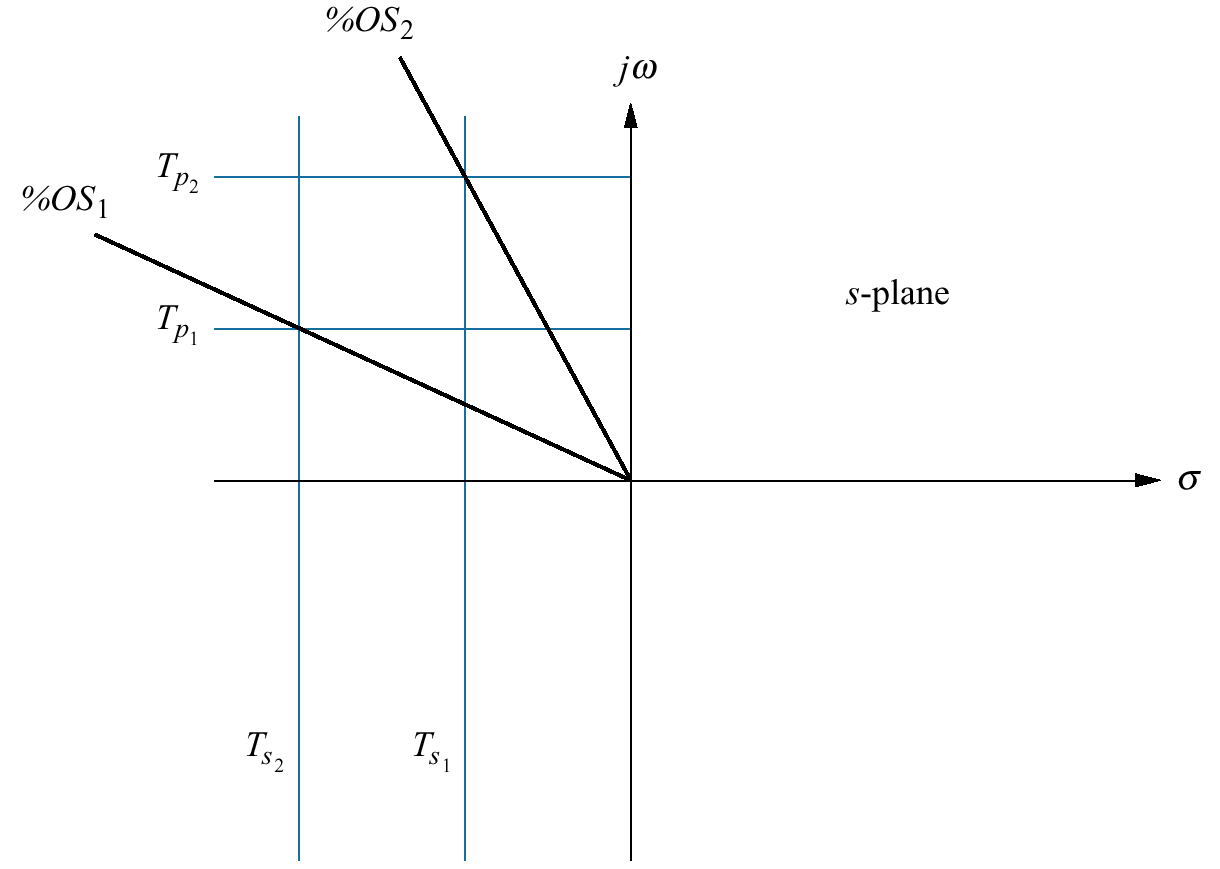 %OS₂
jω
Tₚ₂
%OS₁
s-plane
Tₚ₁
σ
Tₛ₂
Tₛ₁